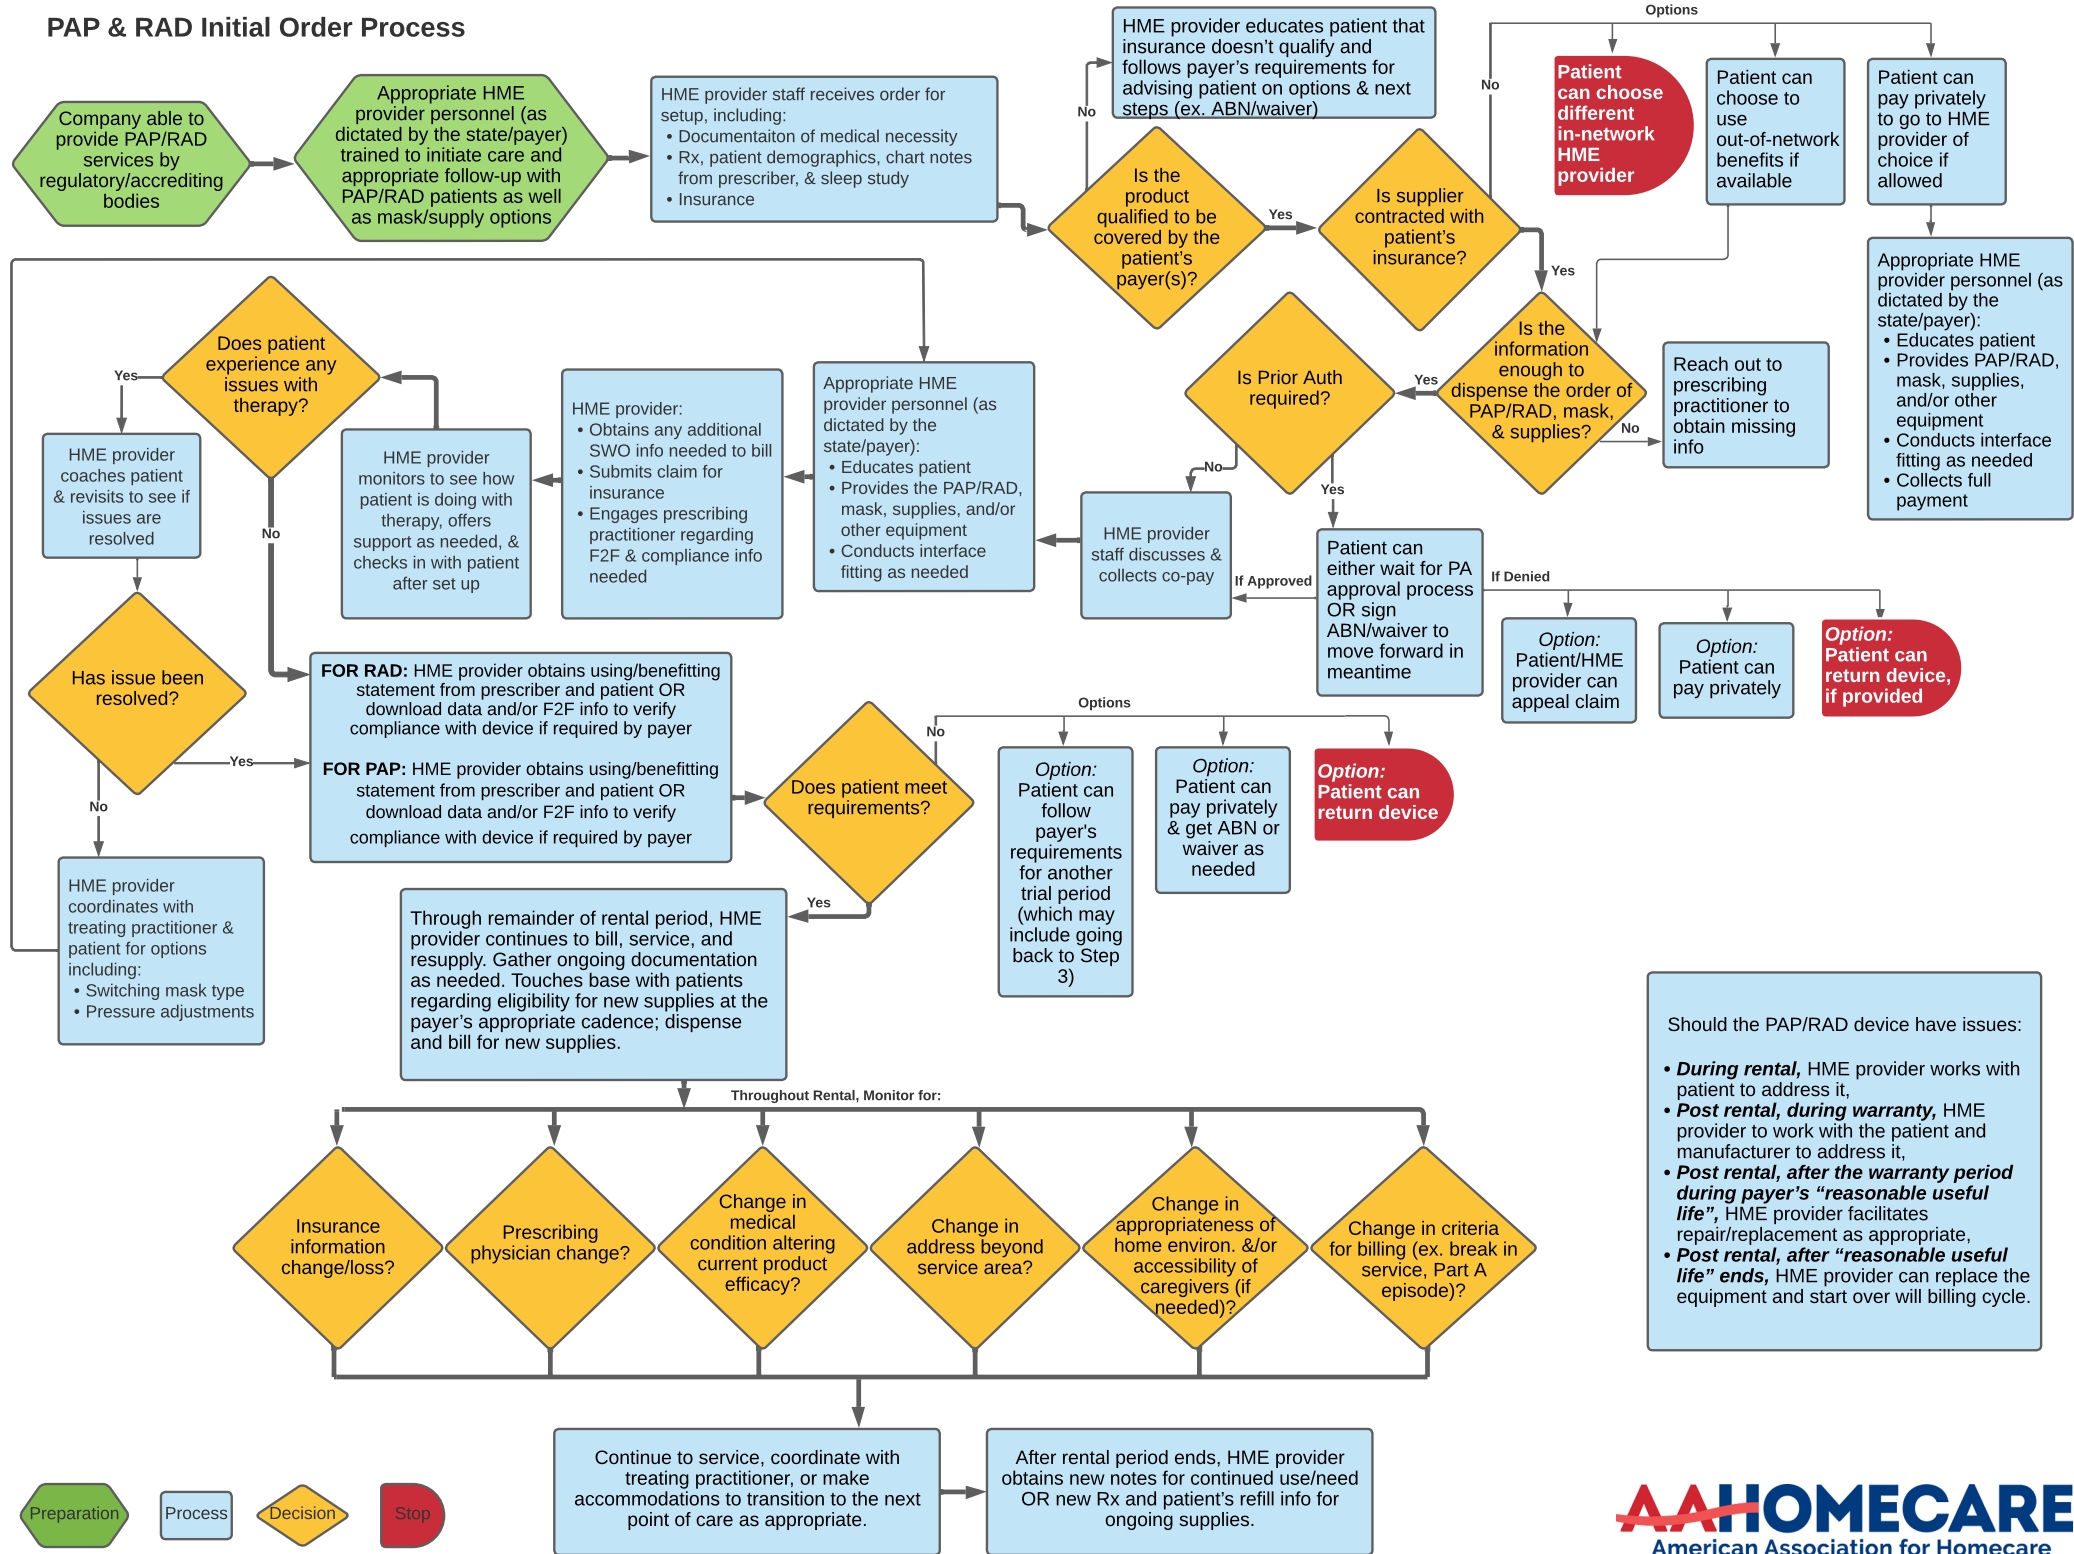 PAP & RAD Initial Order Process
Company able to
provide PAP/RAD
services by
regulatory/accrediting
bodies
Appropriate HME
provider personnel (as
dictated by the state/payer)
trained to initiate care and
appropriate follow-up with
PAP/RAD patients as well
as mask/supply options
HME provider staff receives order for
setup, including:
• Documentaiton of medical necessity
• Rx, patient demographics, chart notes
from prescriber, & sleep study
• Insurance
Is the
product
qualified to be
covered by the
patient's
payer(s)?
No
HME provider educates patient that
insurance doesn't qualify and
follows payer's requirements for
advising patient on options & next
steps (ex. ABN/waiver)
Yes
Is supplier
contracted with
patient's
insurance?
No
Options
Patient
can choose
different
in-network
HME
provider
Patient can
choose to
use
out-of-network
benefits if
available
Patient can
pay privately
to go to HME
provider of
choice if
allowed
Appropriate HME
provider personnel (as
dictated by the
state/payer):
• Educates patient
• Provides PAP/RAD,
mask, supplies,
and/or other
equipment
• Conducts interface
fitting as needed
• Collects full
payment
Yes
Is the
information
enough to
dispense the order of
PAP/RAD, mask,
& supplies?
No
Reach out to
prescribing
practitioner to
obtain missing
info
Yes
Is Prior Auth
required?
No
Yes
HME provider
staff discusses &
collects co-pay
If Approved
Patient can
either wait for PA
approval process
OR sign
ABN/waiver to
move forward in
meantime
If Denied
Option:
Patient/HME
provider can
appeal claim
Option:
Patient can
pay privately
Option:
Patient can
return device,
if provided
Appropriate HME
provider personnel (as
dictated by the
state/payer):
• Educates patient
• Provides the PAP/RAD,
mask, supplies, and/or
other equipment
• Conducts interface
fitting as needed
HME provider:
• Obtains any additional
SWO info needed to bill
• Submits claim for
insurance
• Engages prescribing
practitioner regarding
F2F & compliance info
needed
HME provider
monitors to see how
patient is doing with
therapy, offers
support as needed, &
checks in with patient
after set up
Does patient
experience any
issues with
therapy?
Yes
No
HME provider
coaches patient
& revisits to see if
issues are
resolved
Has issue been
resolved?
Yes
No
HME provider
coordinates with
treating practitioner &
patient for options
including:
• Switching mask type
• Pressure adjustments
FOR RAD: HME provider obtains using/benefitting
statement from prescriber and patient OR
download data and/or F2F info to verify
compliance with device if required by payer
FOR PAP: HME provider obtains using/benefitting
statement from prescriber and patient OR
download data and/or F2F info to verify
compliance with device if required by payer
Does patient meet
requirements?
No
Options
Option:
Patient can
follow
payer's
requirements
for another
trial period
(which may
include going
back to Step
3)
Option:
Patient can
pay privately
& get ABN or
waiver as
needed
Option:
Patient can
return device
Yes
Through remainder of rental period, HME
provider continues to bill, service, and
resupply. Gather ongoing documentation
as needed. Touches base with patients
regarding eligibility for new supplies at the
payer's appropriate cadence; dispense
and bill for new supplies.
Throughout Rental, Monitor for:
Insurance
information
change/loss?
Prescribing
physician change?
Change in
medical
condition altering
current product
efficacy?
Change in
address beyond
service area?
Change in
appropriateness of
home environ. &/or
accessibility of
caregivers (if
needed)?
Change in criteria
for billing (ex. break in
service, Part A
episode)?
Should the PAP/RAD device have issues:
• During rental, HME provider works with
patient to address it,
• Post rental, during warranty, HME
provider to work with the patient and
manufacturer to address it,
• Post rental, after the warranty period
during payer's “reasonable useful
life”, HME provider facilitates
repair/replacement as appropriate,
• Post rental, after “reasonable useful
life” ends, HME provider can replace the
equipment and start over will billing cycle.
Continue to service, coordinate with
treating practitioner, or make
accommodations to transition to the next
point of care as appropriate.
After rental period ends, HME provider
obtains new notes for continued use/need
OR new Rx and patient's refill info for
ongoing supplies.
Preparation
Process
Decision
Stop
AAHOMECARE
American Association for Homecare